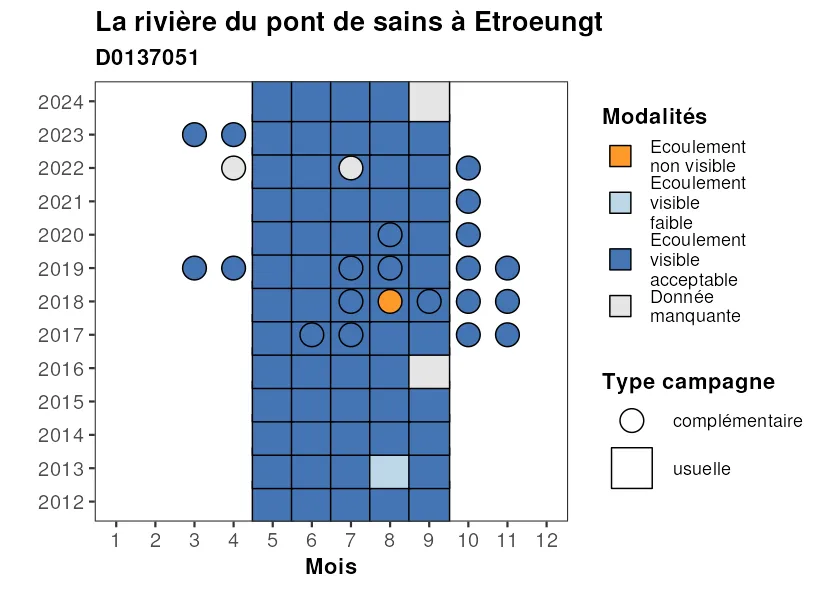 La rivière du pont de sains à Etroeungt
D0137051
2024
2023
2022
2021
2020
2019
2018
2017
2016
2015
2014
2013
2012
1 2 3 4 5 6 7 8 9 10 11 12
Mois
Modalités
Ecoulement
non visible
Ecoulement
visible
faible
Ecoulement
visible
acceptable
Donnée
manquante
Type campagne
complémentaire
usuelle